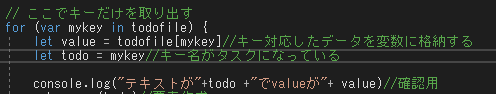 // ここでキーだけを取り出す
for (var mykey in todofile) {
let value = todofile[mykey]//キー対応したデータを変数に格納する
let todo = mykey//キー名がタスクになっている
console.log("テキストが"+todo +"でvalueが"+ value)//確認用